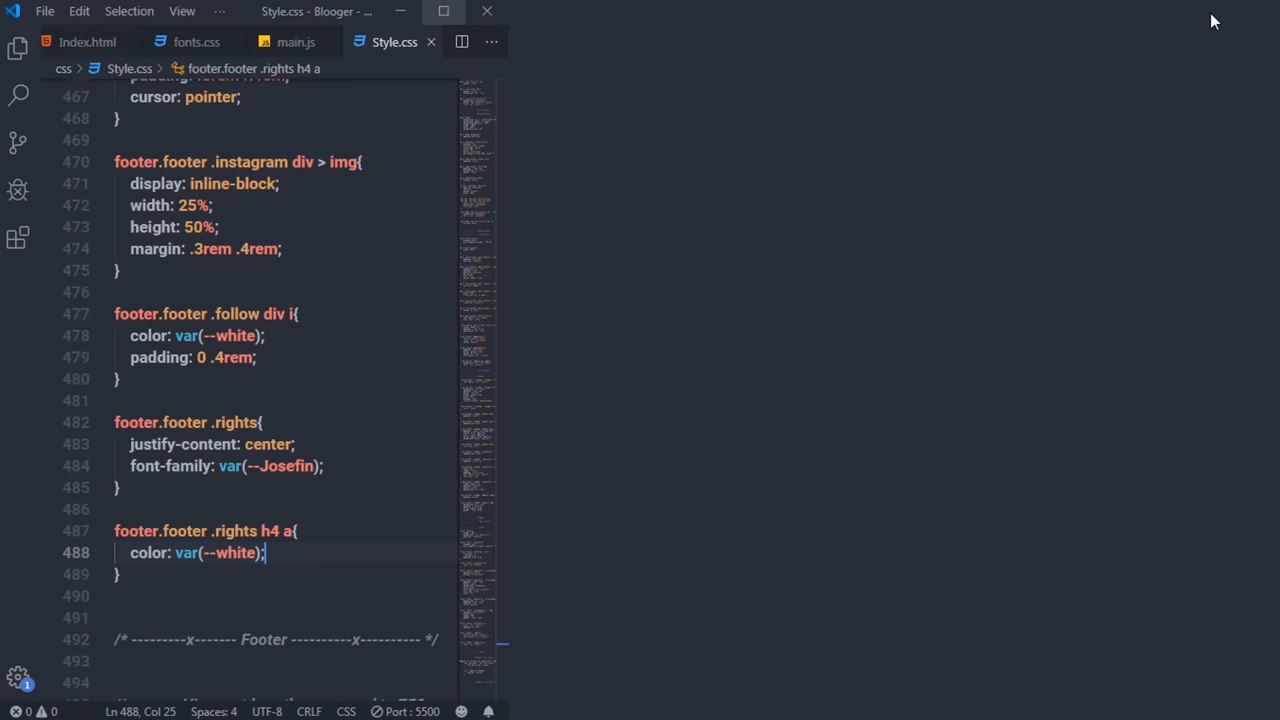 File Edit Selection View ··· Style.css - Blooger - ...
Index.html fonts.css main.js Style.css
css > Style.css > footer.footer .rights h4 a
467 cursor: pointer;
468 }
469
470 footer.footer .instagram div > img{
471 display: inline-block;
472 width: 25%;
473 height: 50%;
474 margin: .3rem .4rem;
475 }
476
477 footer.footer .follow div i{
478 color: var(--white);
479 padding: 0 .4rem;
480 }
481
482 footer.footer .rights{
483 justify-content: center;
484 font-family: var(--Josefin);
485 }
486
487 footer.footer .rights h4 a{
488 color: var(--white);
489 }
490
491
492 /* ---------x------- Footer ----------x---------- */
493
494
1
0 0 Ln 488, Col 25 Spaces: 4 UTF-8 CRLF CSS Port : 5500